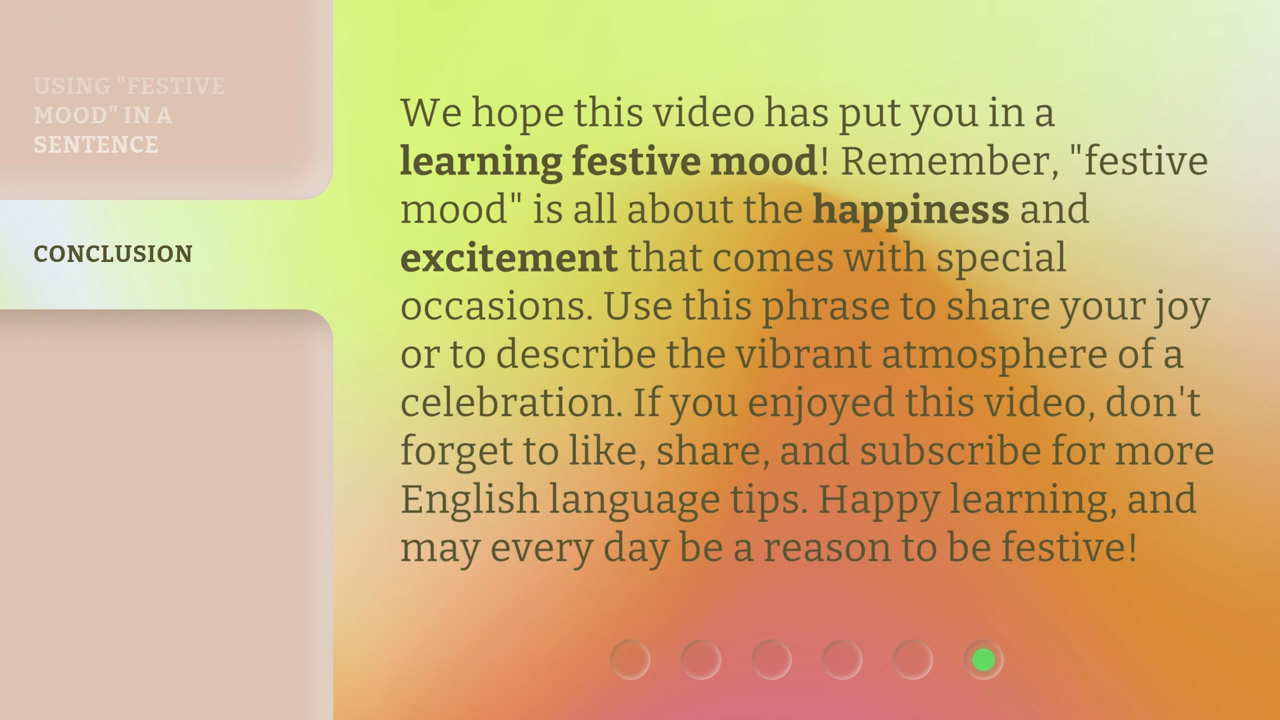 USING "FESTIVE
MOOD" IN A
SENTENCE
CONCLUSION
We hope this video has put you in a
learning festive mood! Remember, "festive
mood" is all about the happiness and
excitement that comes with special
occasions. Use this phrase to share your joy
or to describe the vibrant atmosphere of a
celebration. If you enjoyed this video, don't
forget to like, share, and subscribe for more
English language tips. Happy learning, and
may every day be a reason to be festive!